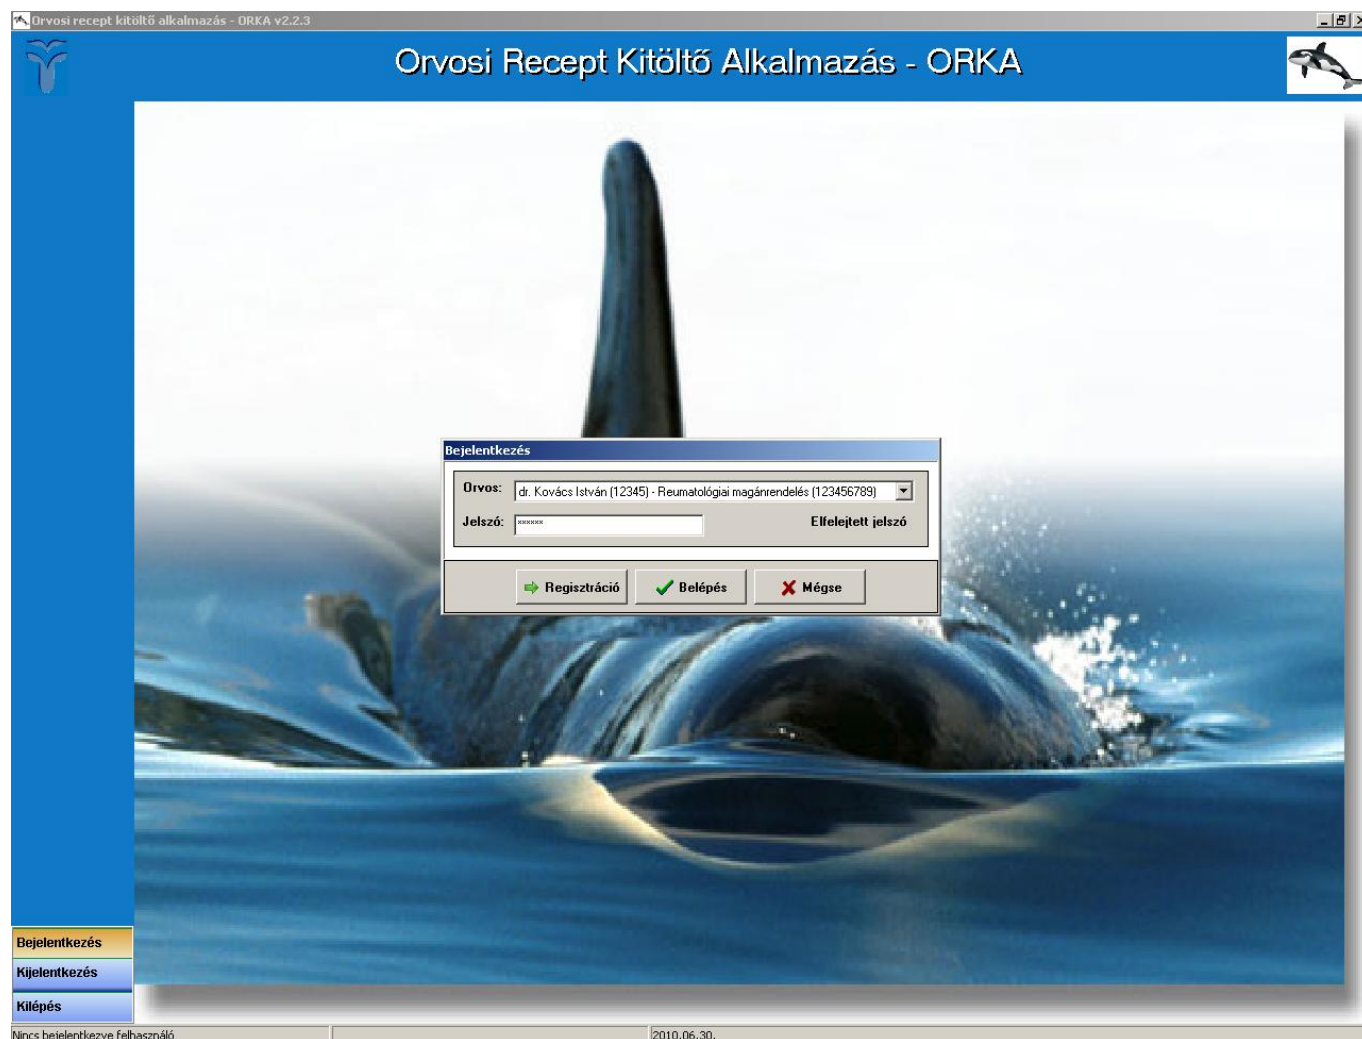 Orvosi recept kitöltő alkalmazás - ORKA v2.2.3
Orvosi Recept Kitöltő Alkalmazás - ORKA
Bejelentkezés
Orvos: dr. Kovács István (12345) - Reumatológiai magánrendelés (123456789)
Jelszó: ****** Elfelejtett jelszó
Regisztráció Belépés Mégse
Bejelentkezés
Kijelentkezés
Kilépés
Nincs bejelentkezve felhasználó 2010.06.30.